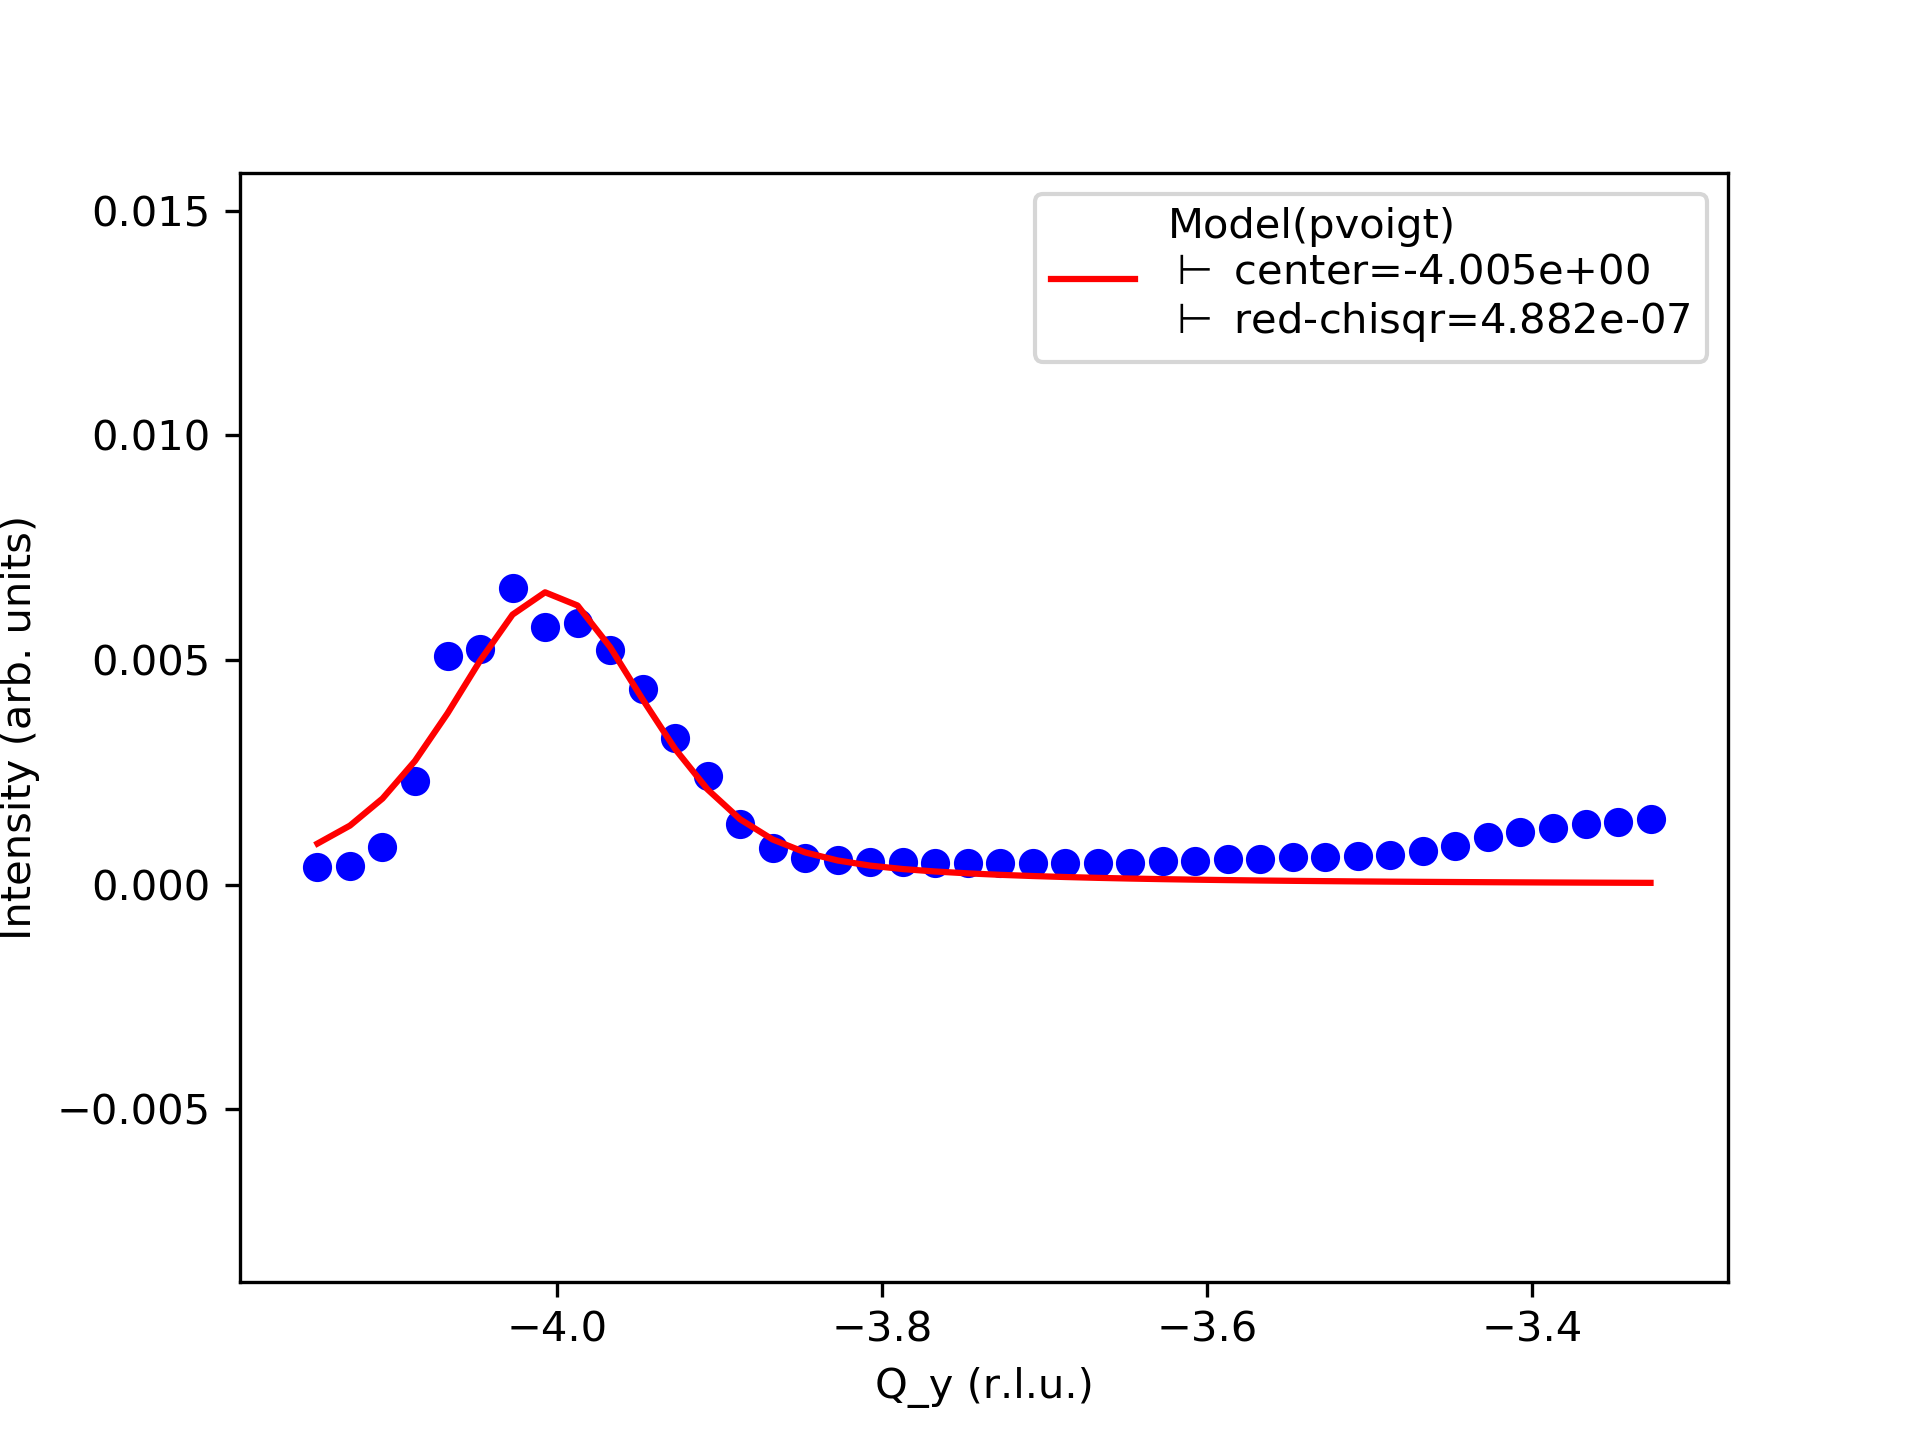 0.015
0.010
0.005
0.000
−0.005
Intensity (arb. units)
Model(pvoigt)
⊢ center=-4.005e+00
⊢ red-chisqr=4.882e-07
−4.0 −3.8 −3.6 −3.4
Q_y (r.l.u.)